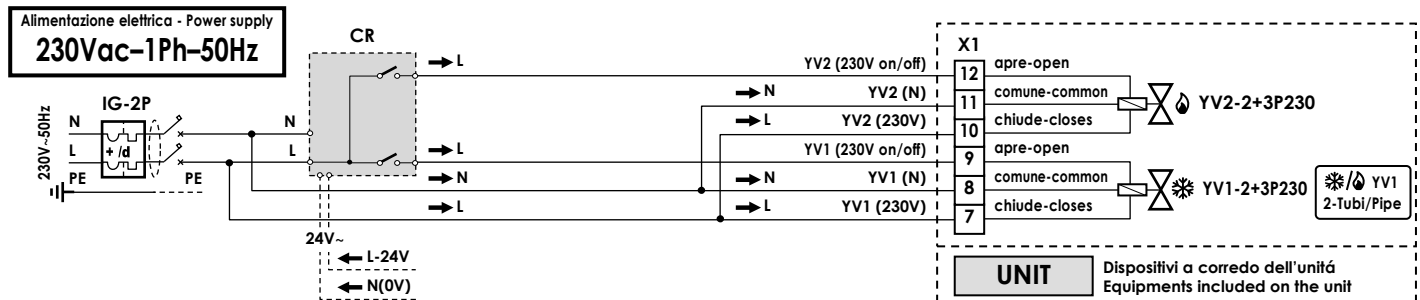 Alimentazione elettrica - Power supply
230Vac–1Ph–50Hz
CR
L
YV2 (230V on/off)
N
YV2 (N)
L
YV2 (230V)
L
YV1 (230V on/off)
N
N
YV1 (N)
L
L
YV1 (230V)
IG-2P
230V~50Hz
N
L
PE
+ /d
PE
N
L
24V~
L-24V
N(0V)
X1
12
apre-open
11
comune-common
10
chiude-closes
9
apre-open
8
comune-common
7
chiude-closes
YV2-2+3P230
YV1-2+3P230
/ YV1
2-Tubi/Pipe
UNIT
Dispositivi a corredo dell'unitá
Equipments included on the unit